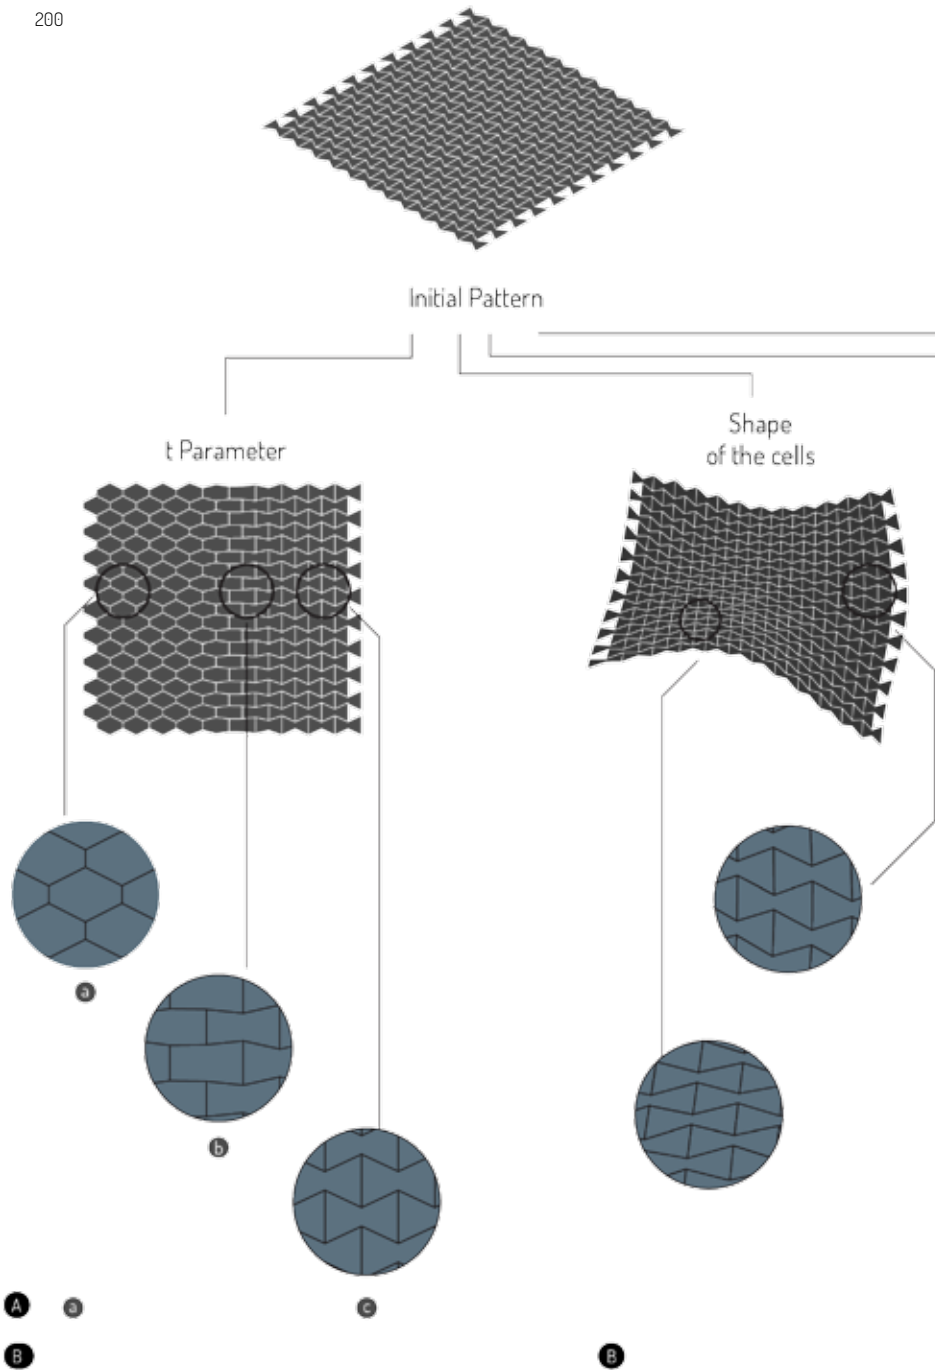 200
Initial Pattern
t Parameter
Shape
of the cells
a
b
A a c
B B